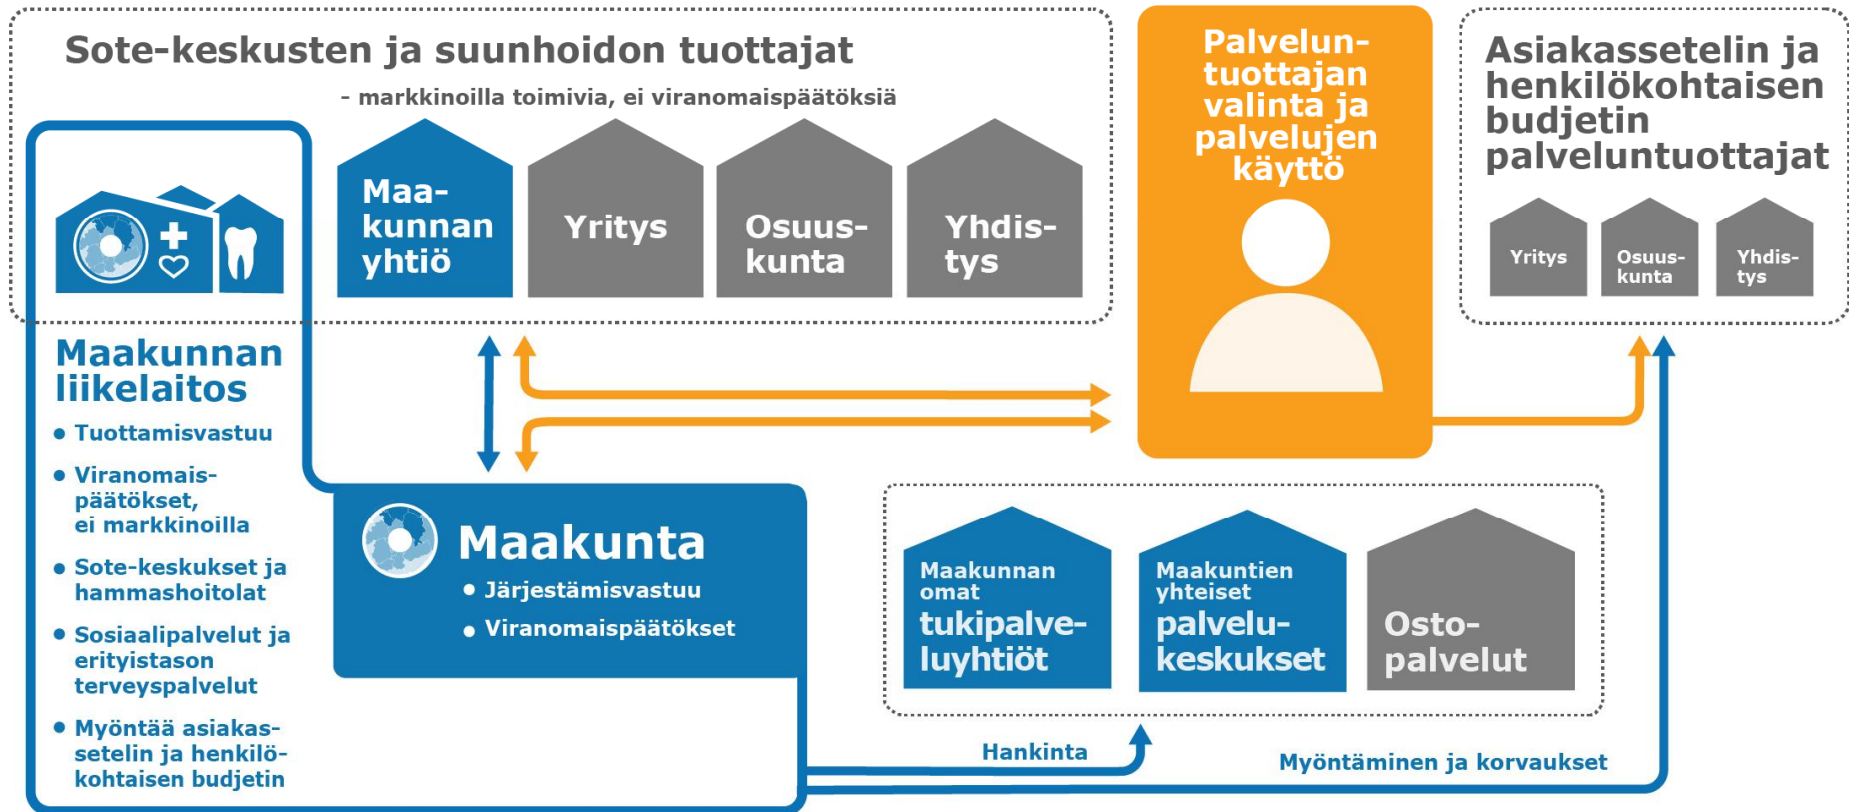 Sote-keskusten ja suunhoidon tuottajat
- markkinoilla toimivia, ei viranomaispäätöksiä
Maa-
kunnan
yhtiö
Yritys
Osuus-
kunta
Yhdis-
tys
Palvelun-
tuottajan
valinta ja
palvelujen
käyttö
Asiakassetelin ja
henkilökohtaisen
budjetin
palveluntuottajat
Yritys
Osuus-
kunta
Yhdis-
tys
Maakunnan
liikelaitos
• Tuottamisvastuu
• Viranomais-
päätökset,
ei markkinoilla
• Sote-keskukset ja
hammashoitolat
• Sosiaalipalvelut ja
erityistason
terveyspalvelut
• Myöntää asiakas-
setelin ja henkilö-
kohtaisen budjetin
Maakunta
• Järjestämisvastuu
• Viranomaispäätökset
Maakunnan
omat
tukipalve-
luyhtiöt
Maakuntien
yhteiset
palvelu-
keskukset
Osto-
palvelut
Hankinta
Myöntäminen ja korvaukset